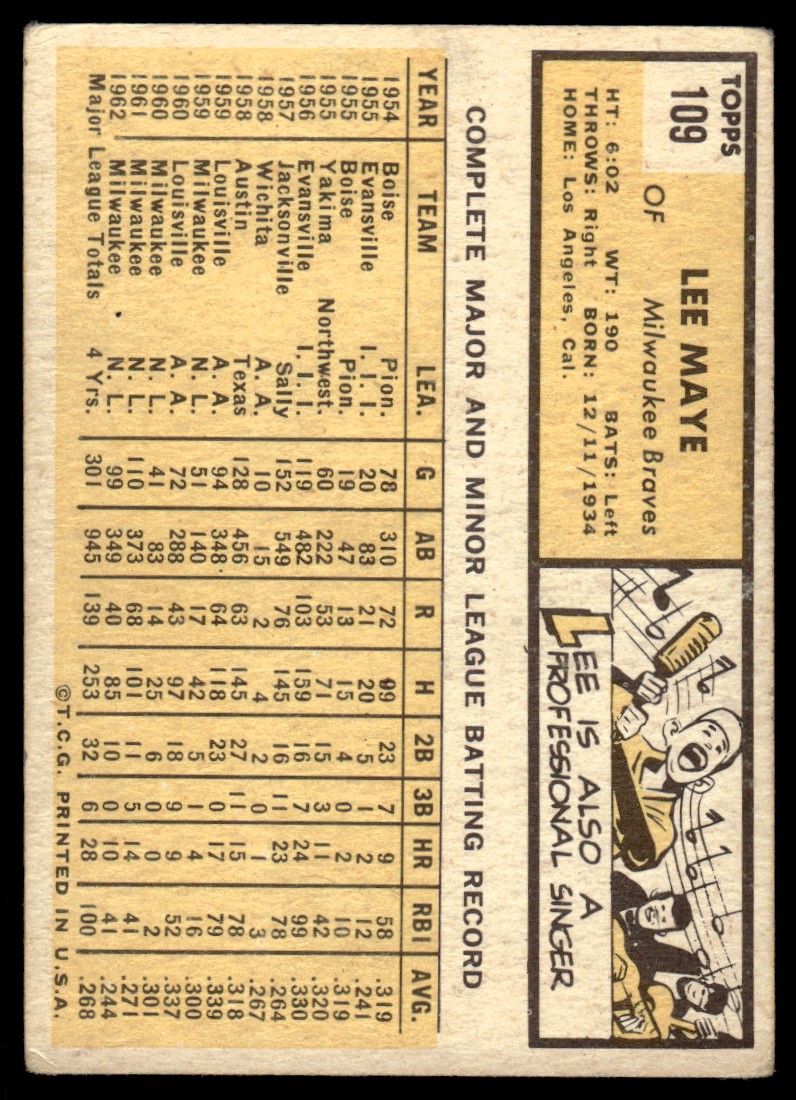 TOPPS
109
LEE MAYE
OF Milwaukee Braves
HT: 6:02 WT: 190 BATS: Left
THROWS: Right BORN: 12/11/1934
HOME: Los Angeles, Cal.
LEE IS ALSO A
PROFESSIONAL SINGER
COMPLETE MAJOR AND MINOR LEAGUE BATTING RECORD
YEAR TEAM LEA. G AB R H 2B 3B HR RBI AVG.
1954 Boise Pion. 78 310 72 99 23 7 9 58 .319
1955 Evansville I. I. I. 20 83 21 20 5 1 2 12 .241
1955 Boise Pion. 19 47 13 15 4 0 2 10 .319
1955 Yakima Northwest. 60 222 53 71 15 3 11 42 .320
1956 Evansville I. I. I. 119 482 103 159 16 7 24 99 .330
1957 Jacksonville Sally 152 549 76 145 16 11 23 78 .264
1958 Wichita A. A. 10 15 2 4 2 0 1 3 .267
1958 Austin Texas 128 456 63 145 27 11 15 78 .318
1959 Louisville A. A. 94 348 64 118 23 0 17 79 .339
1959 Milwaukee N. L. 51 140 17 42 5 1 4 16 .300
1960 Louisville A. A. 72 288 43 97 18 9 9 52 .337
1960 Milwaukee N. L. 41 83 14 25 6 0 0 2 .301
1961 Milwaukee N. L. 110 373 68 101 11 5 14 41 .271
1962 Milwaukee N. L. 99 349 40 85 10 0 10 41 .244
Major League Totals 4 Yrs. 301 945 139 253 32 6 28 100 .268
©T.C.G. PRINTED IN U.S.A.